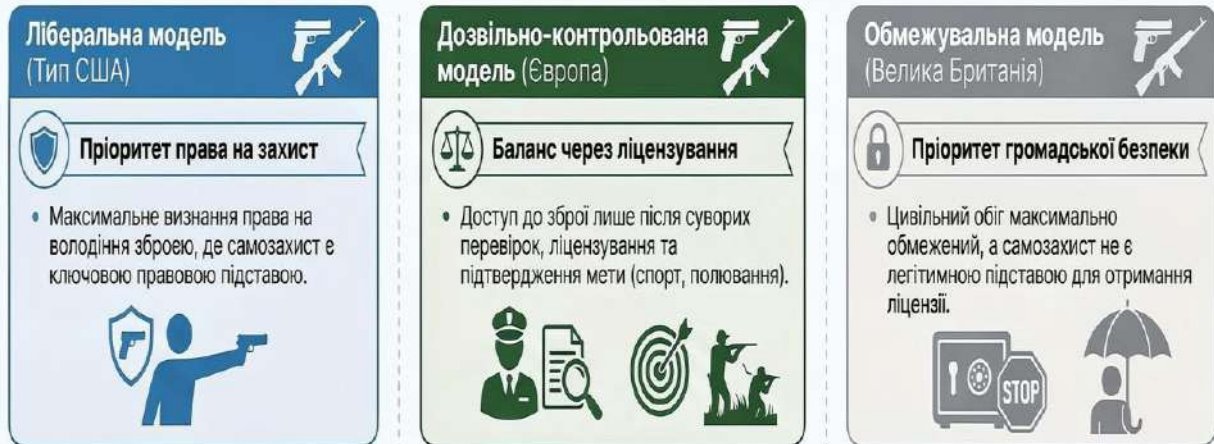 Ліберальна модель
(Тип США)
Пріоритет права на захист
• Максимальне визнання права на
володіння зброєю, де самозахист є
ключовою правовою підставою.
Дозвільно-контрольована
модель (Європа)
Баланс через ліцензування
• Доступ до зброї лише після суворих
перевірок, ліцензування та
підтвердження мети (спорт, полювання).
Обмежувальна модель
(Велика Британія)
Пріоритет громадської безпеки
• Цивільний обіг максимально
обмежений, а самозахист не є
легітимною підставою для отримання
ліцензії.
STOP